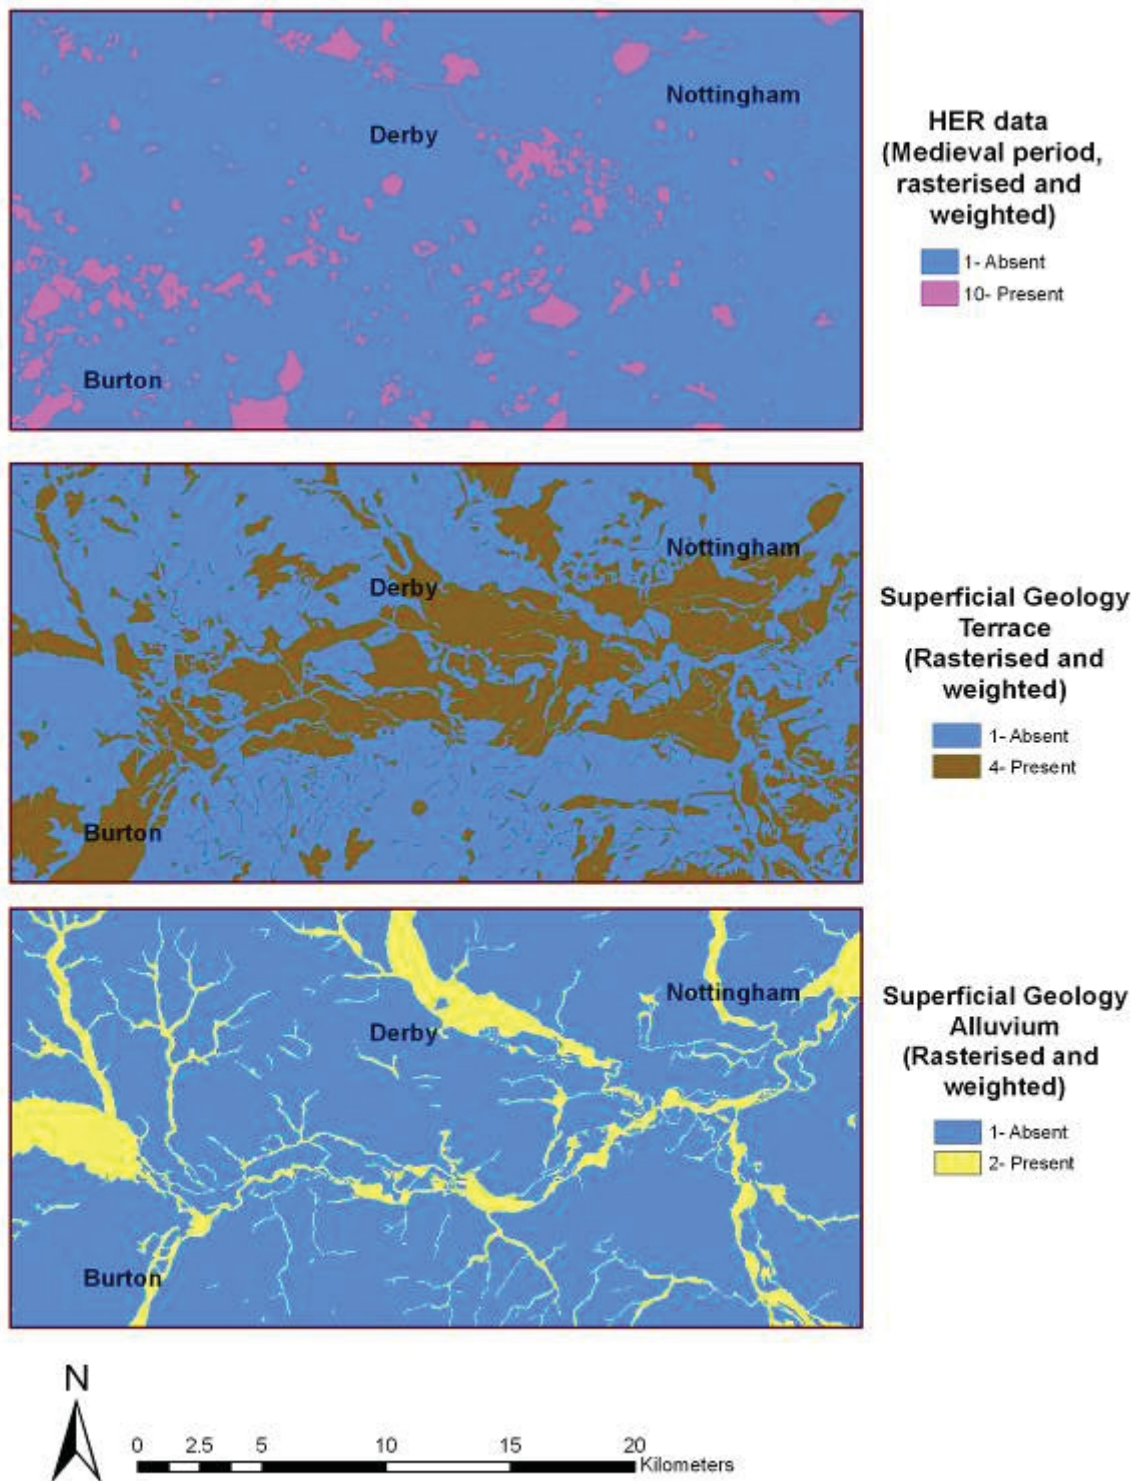 Nottingham
Derby
Burton
HER data
(Medieval period,
rasterised and
weighted)
1- Absent
10- Present
Nottingham
Derby
Burton
Superficial Geology
Terrace
(Rasterised and
weighted)
1- Absent
4- Present
Nottingham
Derby
Burton
Superficial Geology
Alluvium
(Rasterised and
weighted)
1- Absent
2- Present
N
0 2.5 5 10 15 20
Kilometers